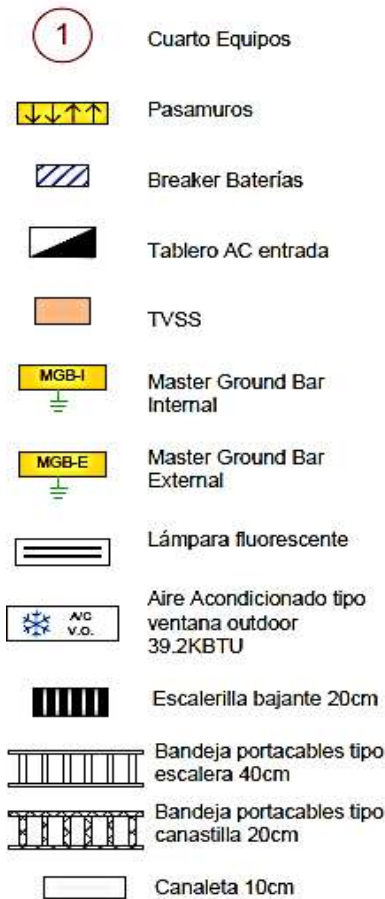 1
Cuarto Equipos
Pasamuros
Breaker Baterías
Tablero AC entrada
TVSS
MGB-I
Master Ground Bar
Internal
MGB-E
Master Ground Bar
External
Lámpara fluorescente
A/C
V.O.
Aire Acondicionado tipo
ventana outdoor
39.2KBTU
Escalerilla bajante 20cm
Bandeja portacables tipo
escalera 40cm
Bandeja portacables tipo
canastilla 20cm
Canaleta 10cm